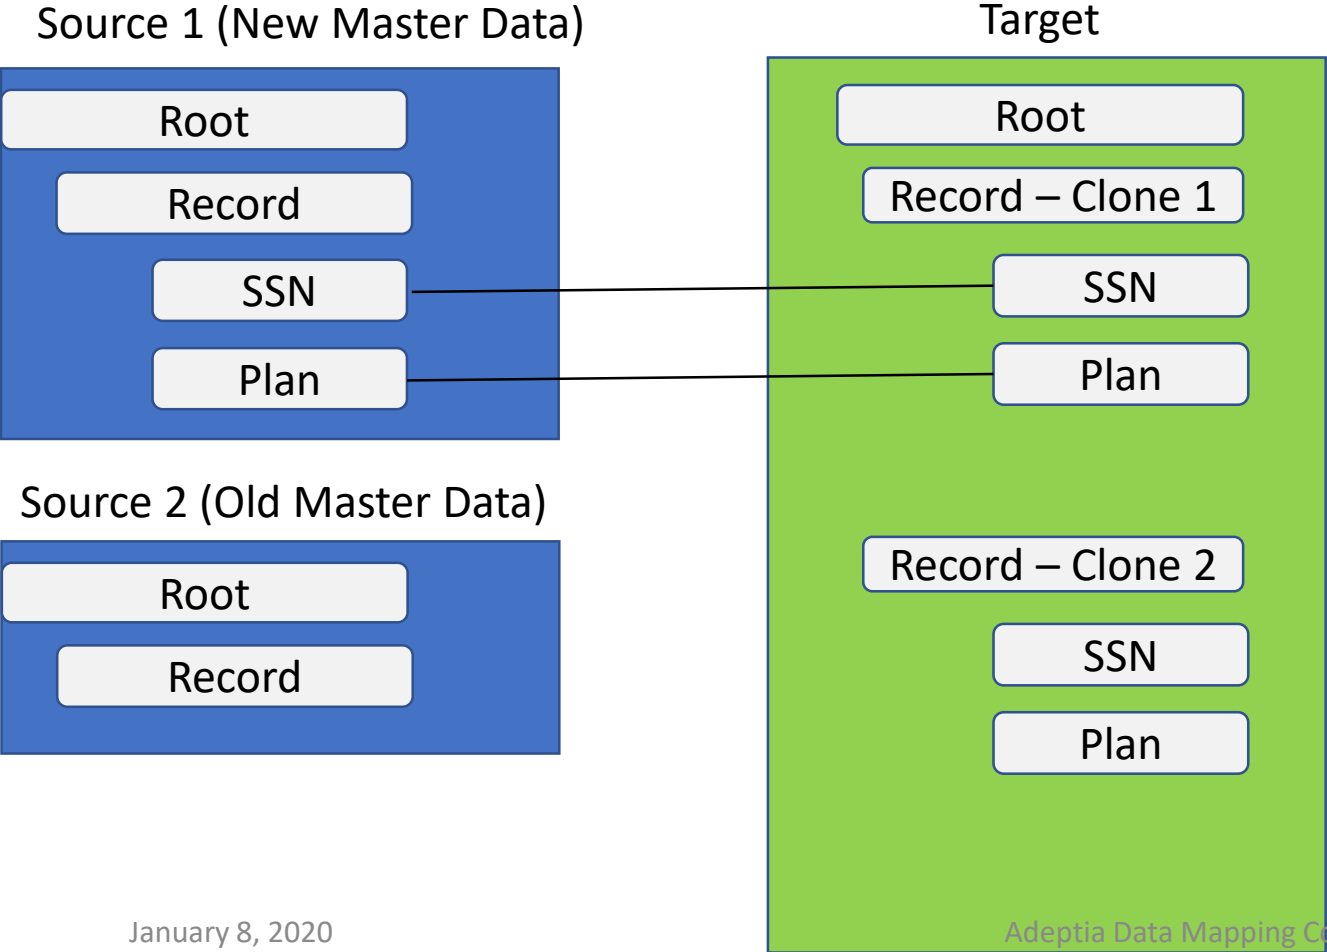 Source 1 (New Master Data)
Root
Record
SSN
Plan
Source 2 (Old Master Data)
Root
Record
Target
Root
Record – Clone 1
SSN
Plan
Record – Clone 2
SSN
Plan
January 8, 2020
Adeptia Data Mapping